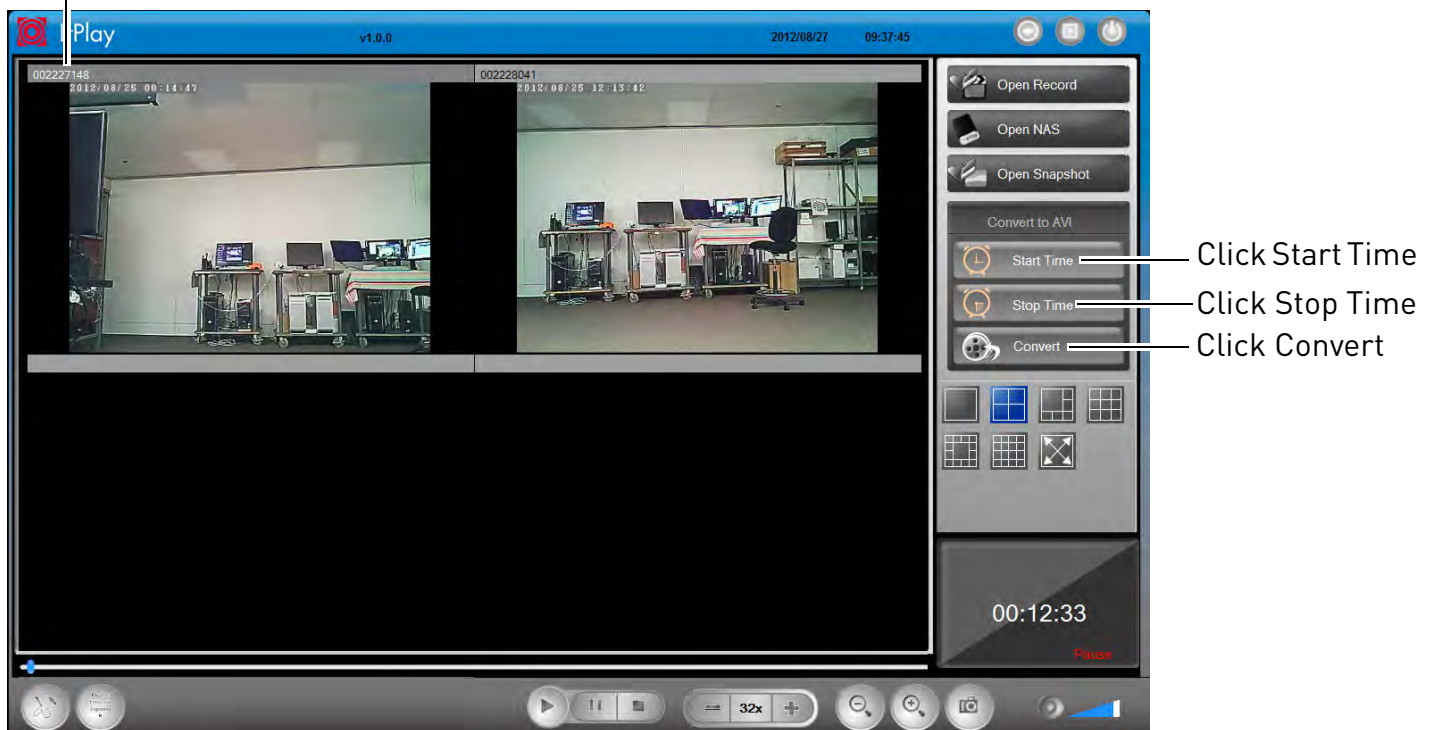 IrPlay v1.0.0 2012/08/27 09:37:45
002227148 002228041
2012/08/25 00:14:47 2012/08/25 12:13:42
Open Record
Open NAS
Open Snapshot
Convert to AVI
Start Time
Click Start Time
Stop Time
Click Stop Time
Convert
Click Convert
00:12:33
Pause
32x